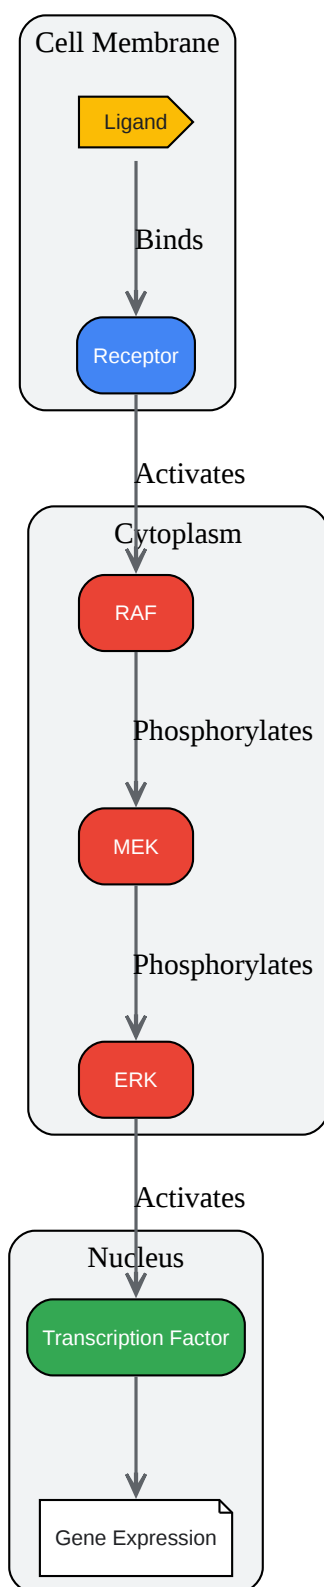 Cell Membrane
Ligand
Binds
Receptor
Activates
Cytoplasm
RAF
Phosphorylates
MEK
Phosphorylates
ERK
Activates
Nucleus
Transcription Factor
Gene Expression